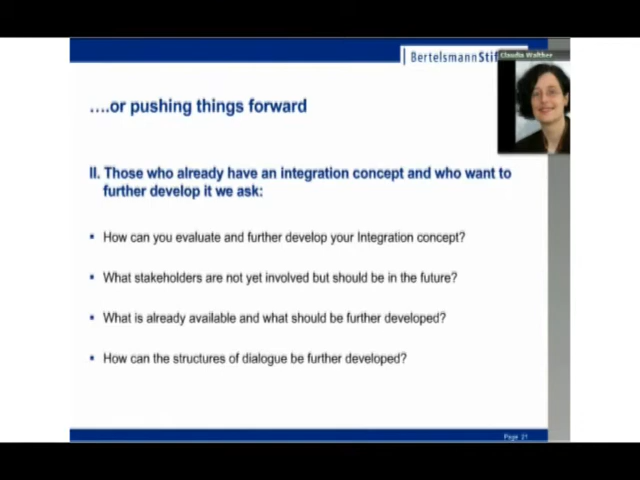 BertelsmannStif
Claudia Walther
….or pushing things forward
II. Those who already have an integration concept and who want to
further develop it we ask:
▪ How can you evaluate and further develop your Integration concept?
▪ What stakeholders are not yet involved but should be in the future?
▪ What is already available and what should be further developed?
▪ How can the structures of dialogue be further developed?
Page 21